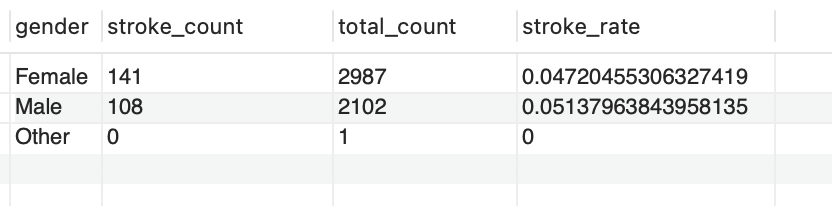 gender stroke_count total_count stroke_rate
Female 141 2987 0.04720455306327419
Male 108 2102 0.05137963843958135
Other 0 1 0